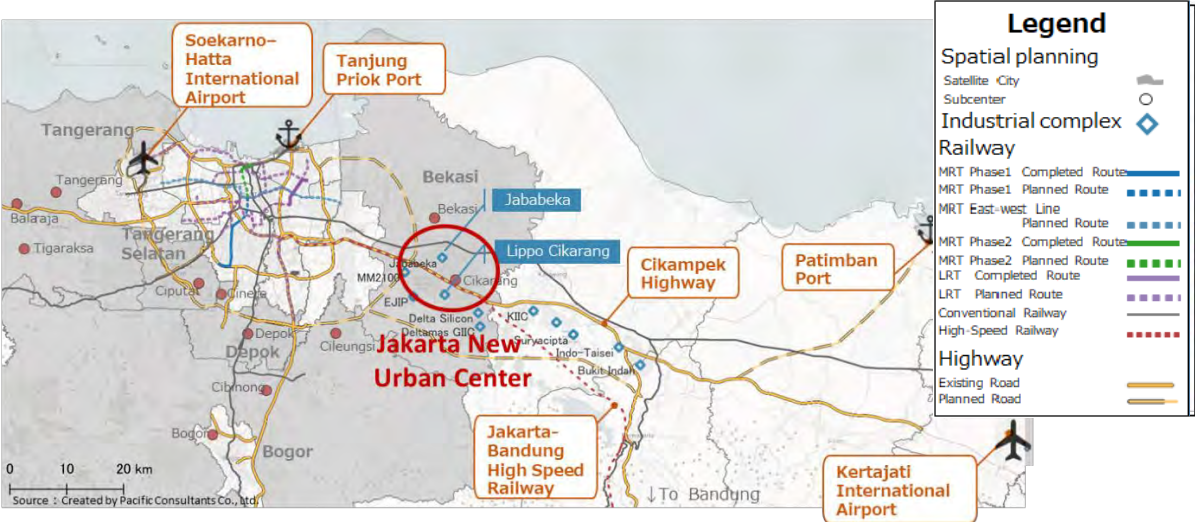 Soekarno–
Hatta
International
Airport
Tanjung
Priok Port
Tangerang
Tangerang
Balaraja
Tigaraksa
Tangerang
Selatan
Ciputat
Cinere
Depok
Depok
Cileungsi
Cibinong
Bogor
Bogor
Bekasi
Bekasi
Jababeka
Lippo Cikarang
Jababeka
MM2100
Cikarang
EJIP
Delta Silicon
Deltamas GIIC
KIIC
Suryacipta
Indo-Taisei
Bukit Indah
Jakarta New
Urban Center
Cikampek
Highway
Patimban
Port
Jakarta-
Bandung
High Speed
Railway
↓To Bandung
Kertajati
International
Airport
0 10 20 km
Source : Created by Pacific Consultants Co., Ltd.
Legend
Spatial planning
Satellite City
Subcenter
Industrial complex
Railway
MRT Phase1 Completed Route
MRT Phase1 Planned Route
MRT East-west Line
Planned Route
MRT Phase2 Completed Route
MRT Phase2 Planned Route
LRT Completed Route
LRT Planned Route
Conventional Railway
High-Speed Railway
Highway
Existing Road
Planned Road